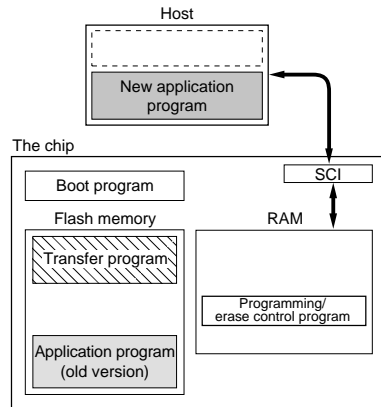 Host
New application
program
The chip
SCI
Boot program
Flash memory
RAM
Transfer program
Programming/
erase control program
Application program
(old version)